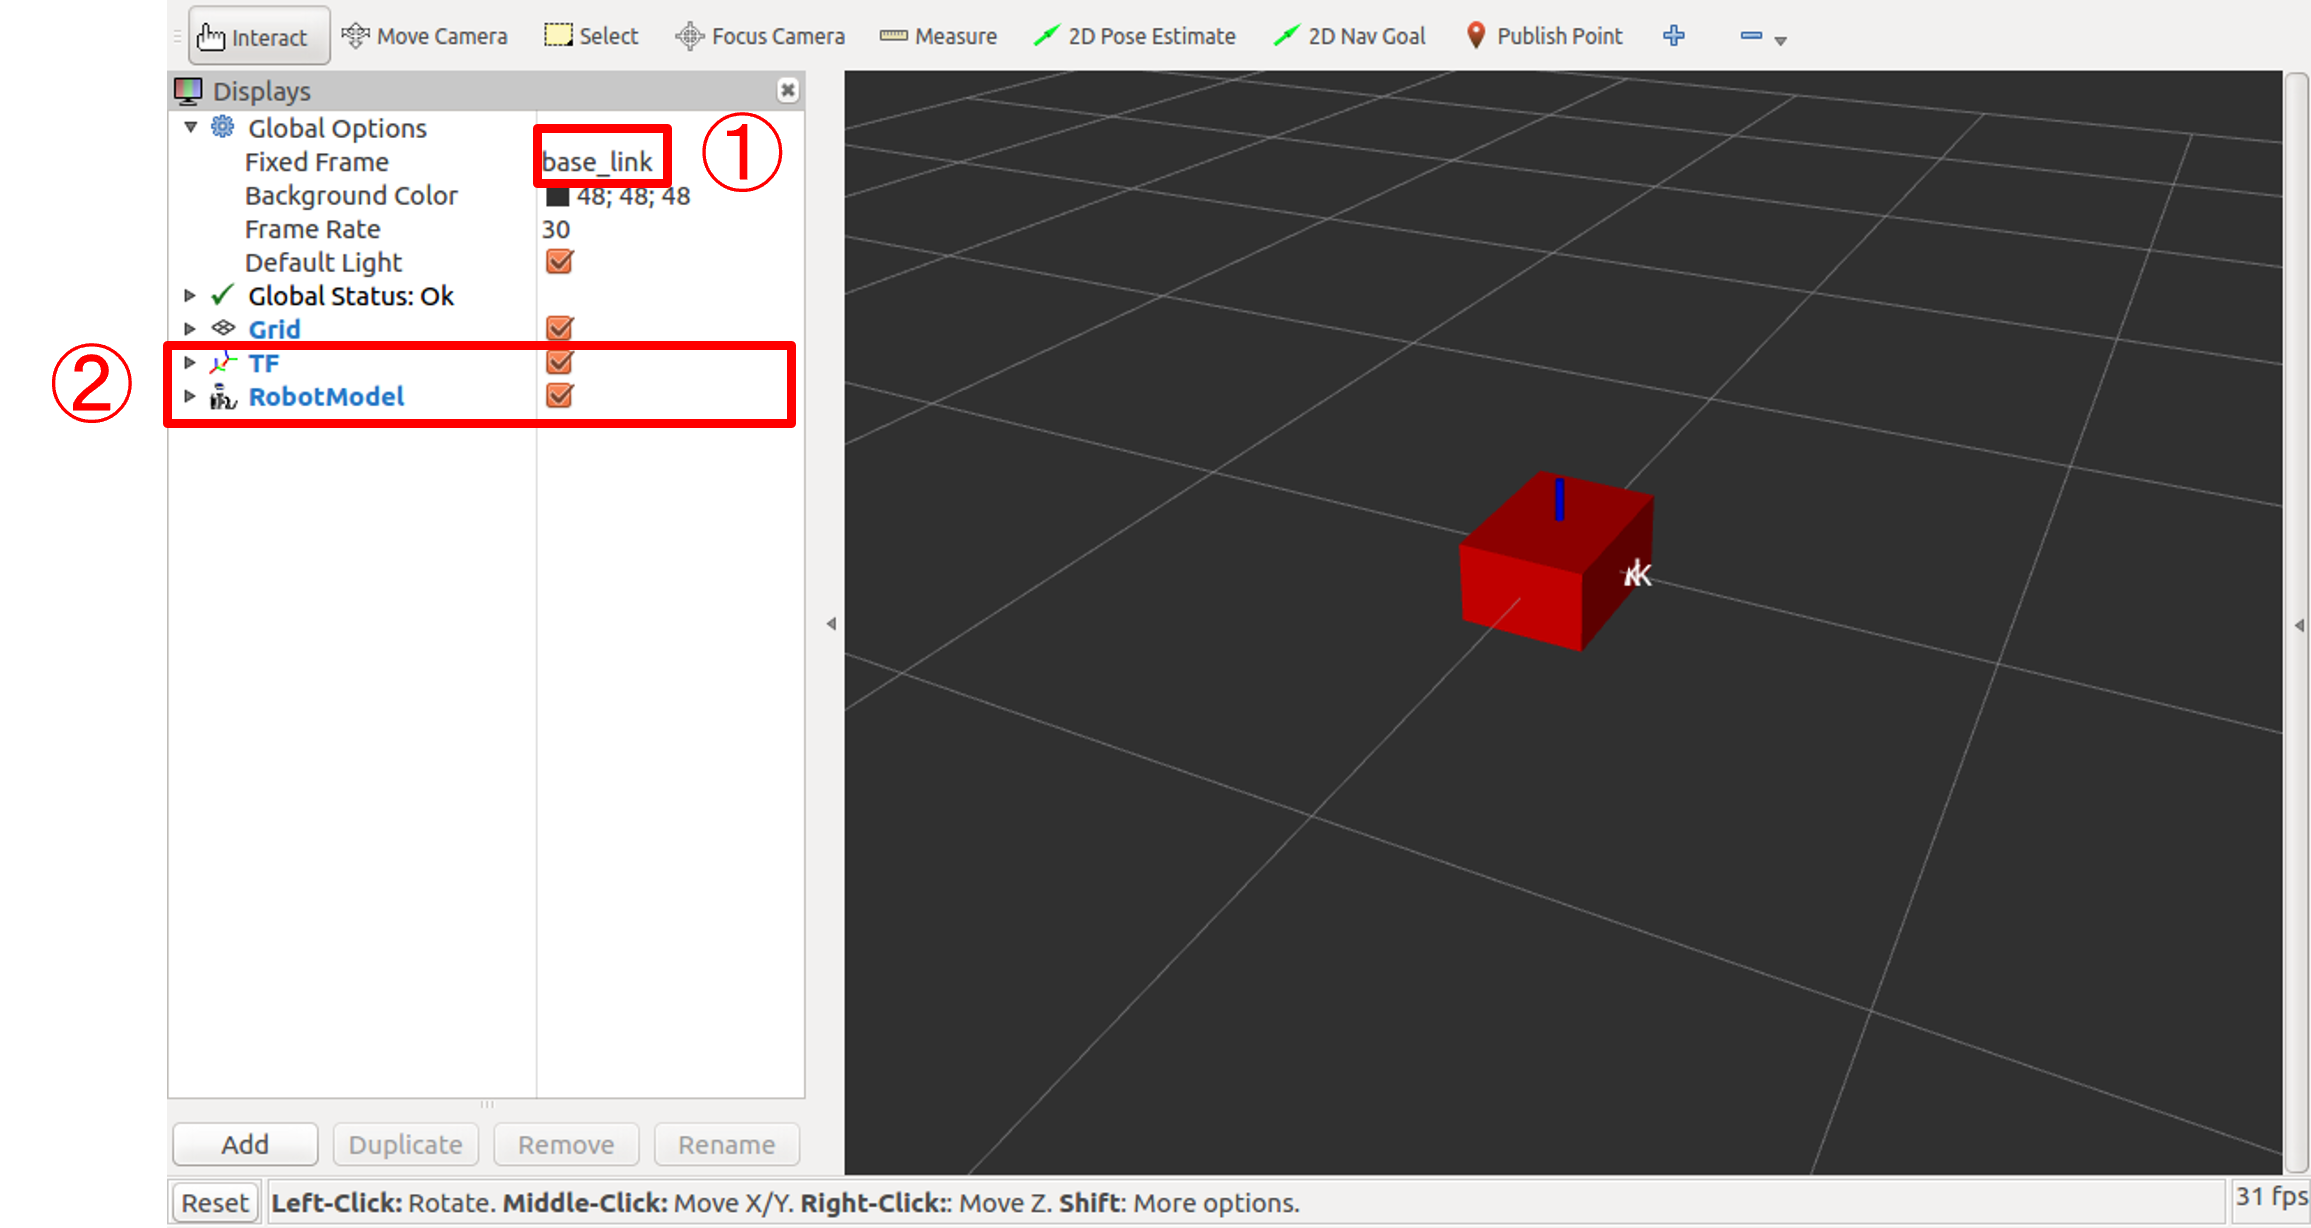 Interact Move Camera Select Focus Camera Measure 2D Pose Estimate 2D Nav Goal Publish Point
Displays
Global Options
①
Fixed Frame base_link
Background Color 48; 48; 48
Frame Rate 30
Default Light
Global Status: Ok
Grid
②
TF
RobotModel
Add Duplicate Remove Rename
Reset Left-Click: Rotate. Middle-Click: Move X/Y. Right-Click:: Move Z. Shift: More options. 31 fps